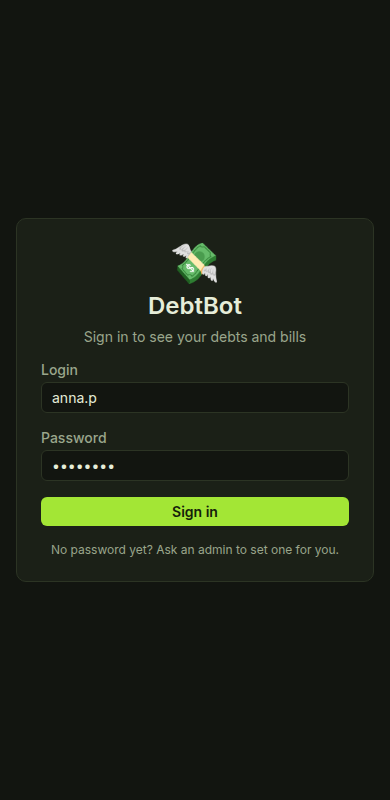 DebtBot
Sign in to see your debts and bills
Login
anna.p
Password
••••••••
Sign in
No password yet? Ask an admin to set one for you.